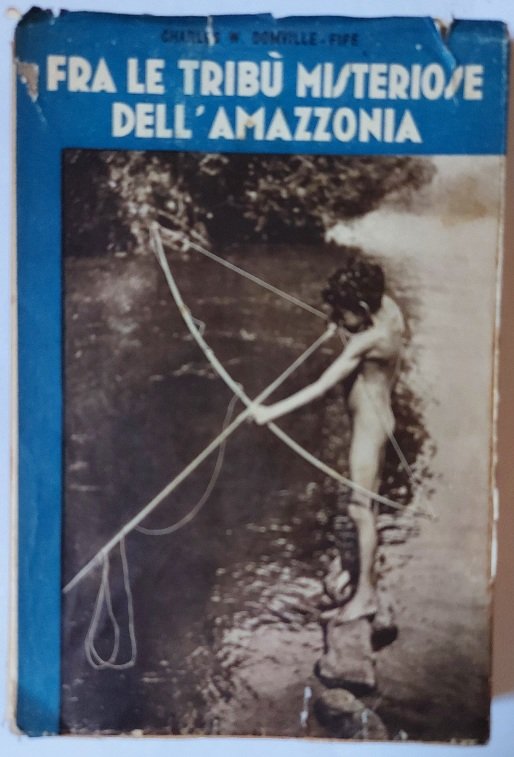 CHARLES W. DOMVILLE-FIFE
FRA LE TRIBÙ MISTERIOSE
DELL'AMAZZONIA